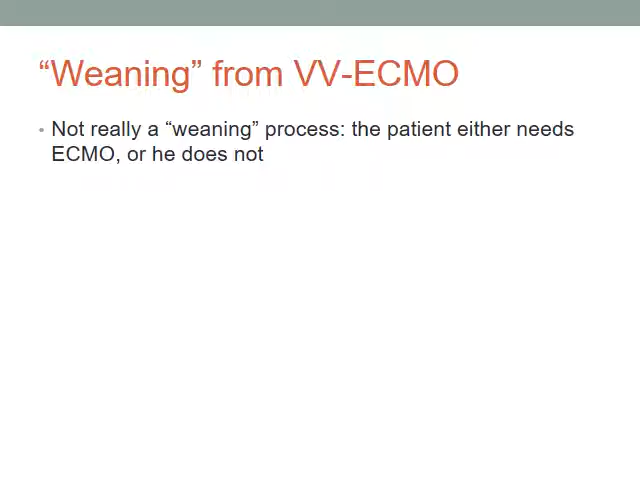 “Weaning” from VV-ECMO
• Not really a “weaning” process: the patient either needs
ECMO, or he does not